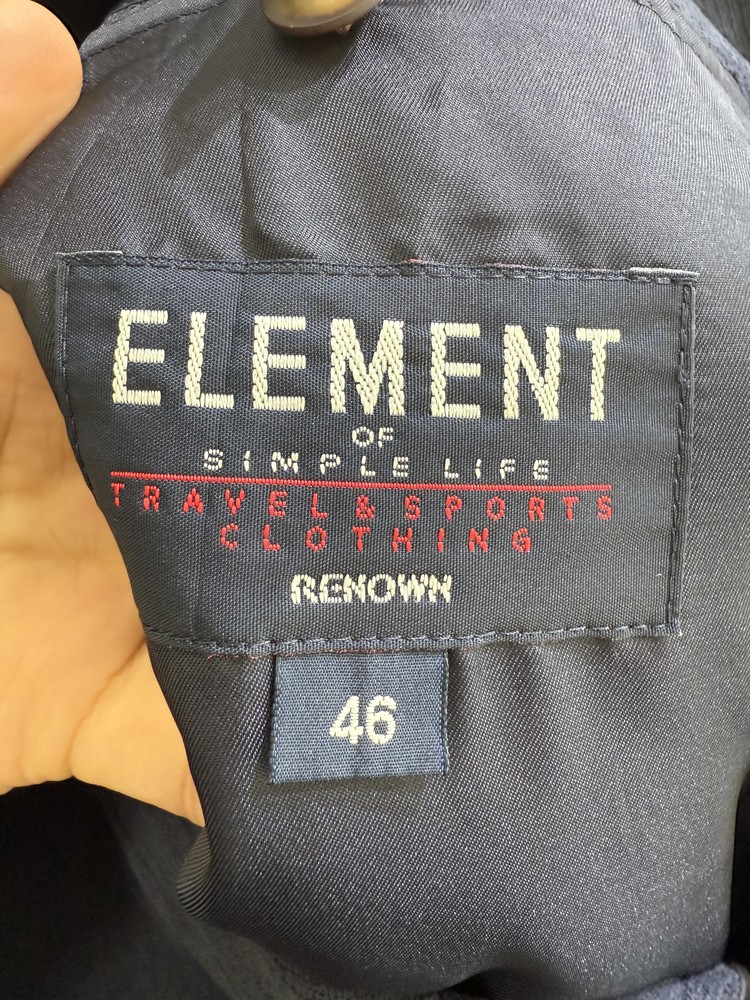 ELEMENT
OF
SIMPLE LIFE
TRAVEL & SPORTS
CLOTHING
RENOWN
46